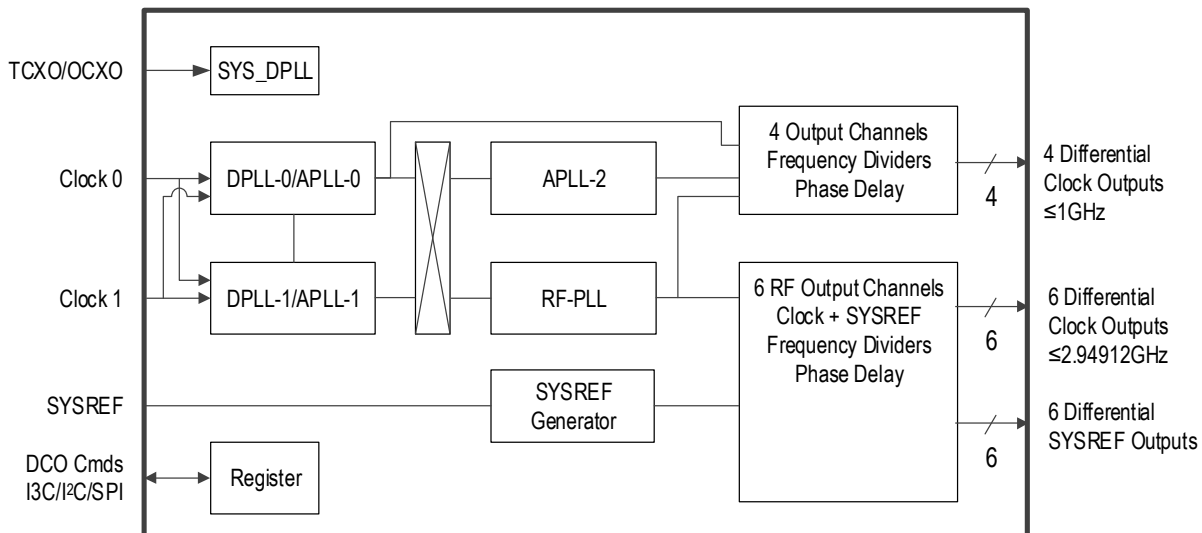 TCXO/OCXO
SYS_DPLL
Clock 0
DPLL-0/APLL-0
APLL-2
4 Output Channels
Frequency Dividers
Phase Delay
4
4 Differential
Clock Outputs
≤1GHz
Clock 1
DPLL-1/APLL-1
RF-PLL
6 RF Output Channels
Clock + SYSREF
Frequency Dividers
Phase Delay
6
6 Differential
Clock Outputs
≤2.94912GHz
SYSREF
SYSREF
Generator
6
6 Differential
SYSREF Outputs
DCO Cmds
I3C/I²C/SPI
Register